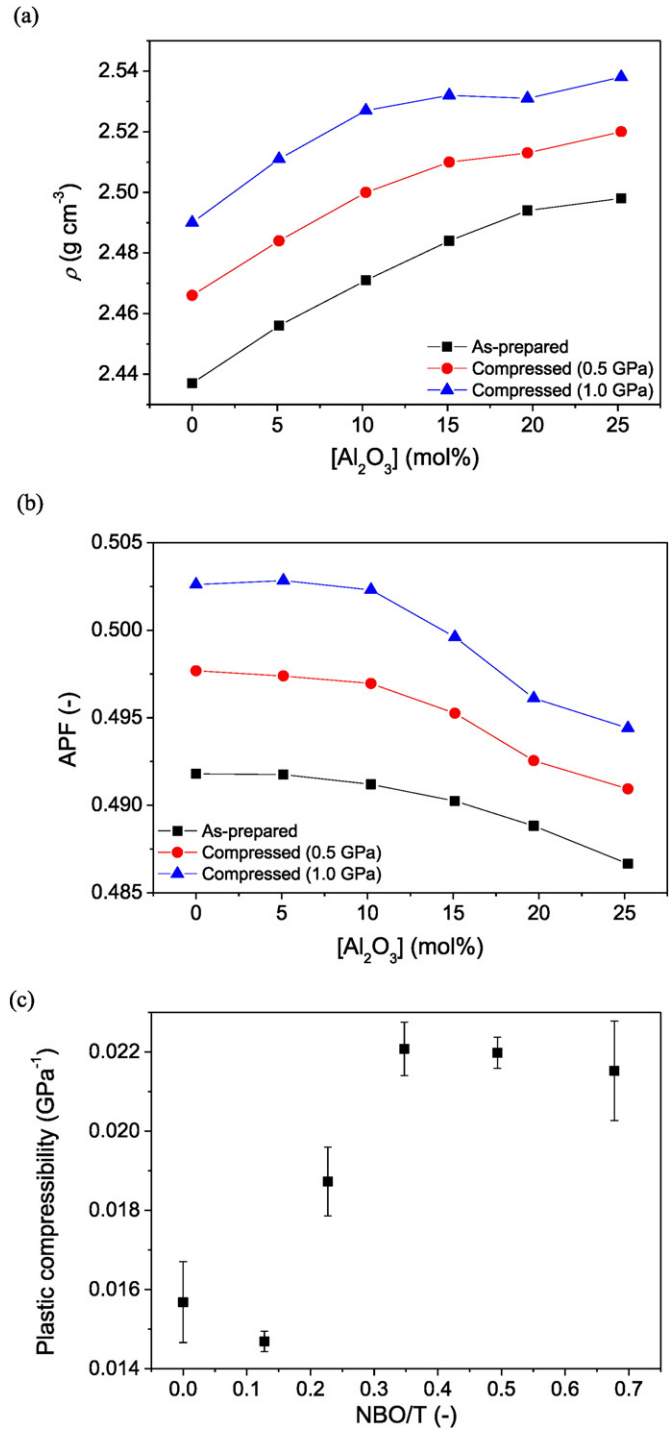 (a)
2.54
2.52
2.50
2.48
2.46
2.44
ρ (g cm⁻³)
As-prepared
Compressed (0.5 GPa)
Compressed (1.0 GPa)
0 5 10 15 20 25
[Al₂O₃] (mol%)
(b)
0.505
0.500
0.495
0.490
0.485
APF (-)
As-prepared
Compressed (0.5 GPa)
Compressed (1.0 GPa)
0 5 10 15 20 25
[Al₂O₃] (mol%)
(c)
0.022
0.020
0.018
0.016
0.014
Plastic compressibility (GPa⁻¹)
0.0 0.1 0.2 0.3 0.4 0.5 0.6 0.7
NBO/T (-)